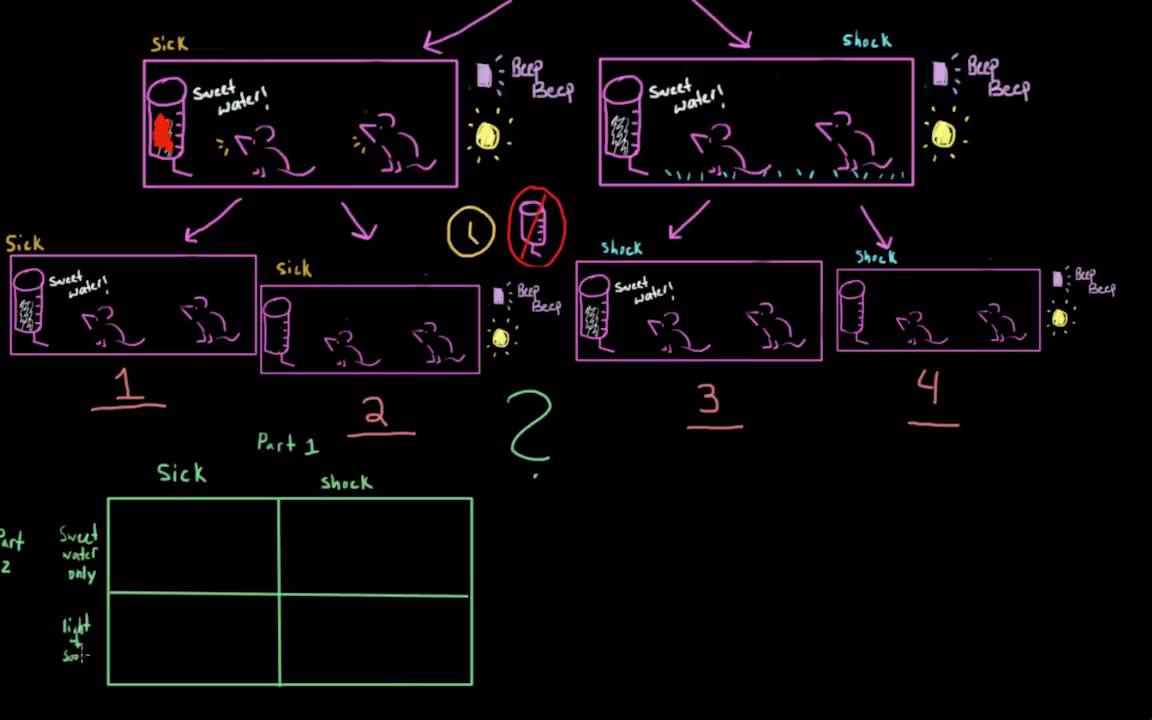 Sick
Shock
Sweet
water!
Beep
Beep
Sweet
water!
Beep
Beep
Sick
Sweet
water!
Sick
Beep
Beep
Shock
Sweet
water!
Shock
Beep
Beep
1
2
3
4
?
Part 1
Sick
Shock
Part
2
Sweet
water
only
light
+